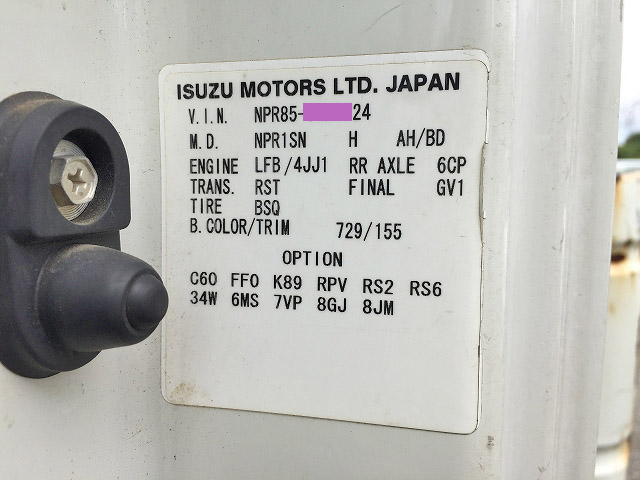 ISUZU MOTORS LTD. JAPAN
V.I.N. NPR85- 24
M.D. NPR1SN H AH/BD
ENGINE LFB/4JJ1 RR AXLE 6CP
TRANS. RST FINAL GV1
TIRE BSQ
B.COLOR/TRIM 729/155
OPTION
C60 FF0 K89 RPV RS2 RS6
34W 6MS 7VP 8GJ 8JM